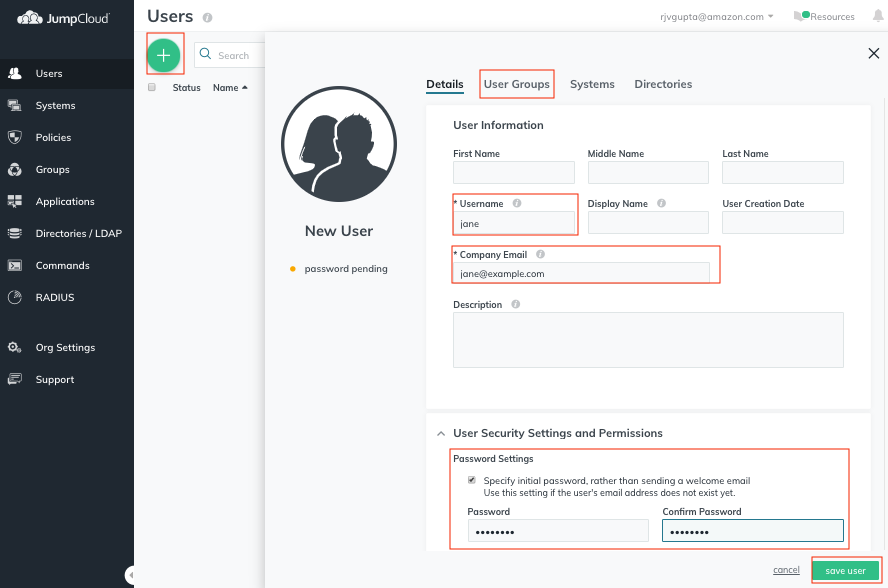 JumpCloud
Users
Systems
Policies
Groups
Applications
Directories / LDAP
Commands
RADIUS
Org Settings
Support
Users
rjvgupta@amazon.com
Resources
+
Search
Status Name
New User
password pending
Details User Groups Systems Directories
User Information
First Name Middle Name Last Name
* Username Display Name User Creation Date
jane
* Company Email
jane@example.com
Description
User Security Settings and Permissions
Password Settings
Specify initial password, rather than sending a welcome email
Use this setting if the user's email address does not exist yet.
Password Confirm Password
•••••••• ••••••••
cancel save user